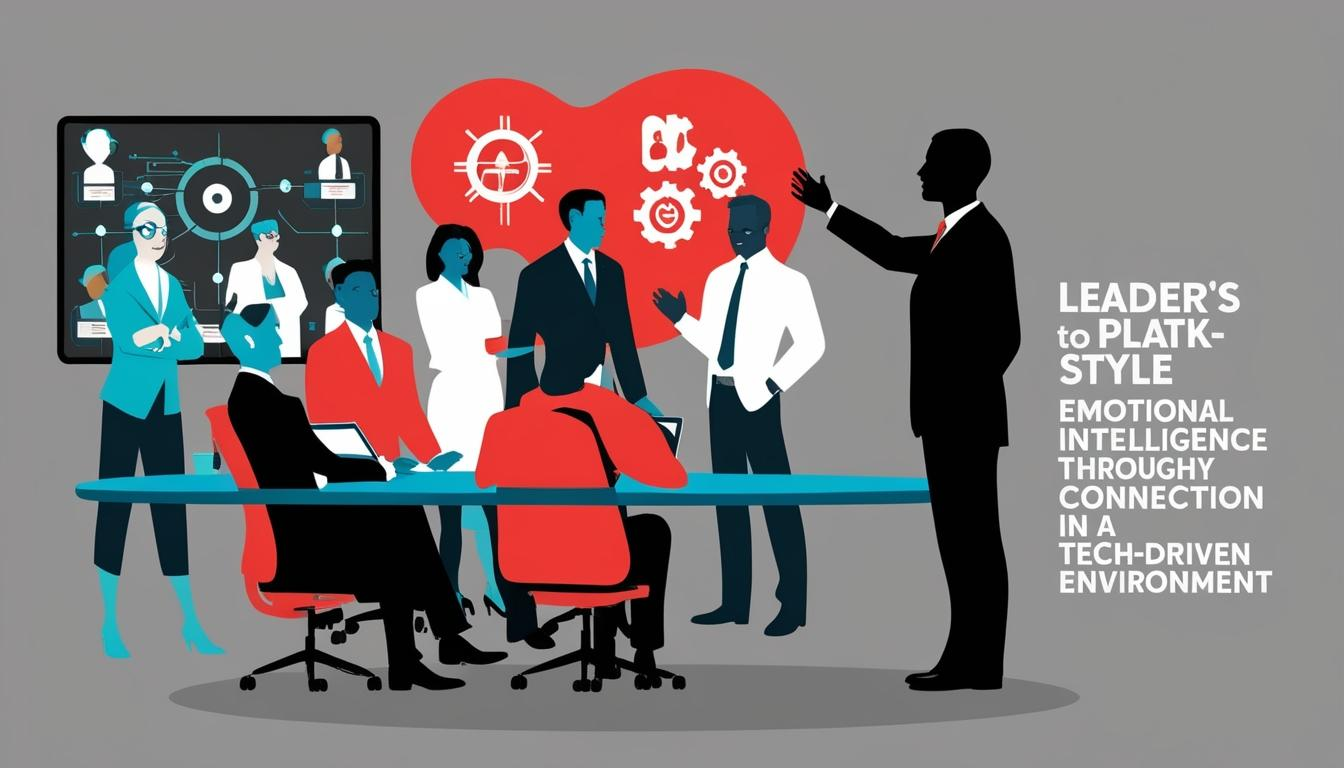 LEADER'S
to PLATK-
STYLE
EMOTIONAL
INTELLIGENCE
THROUGHY
CONNECTION
IN A
TECH-DRIVEN
ENVIRONMENT